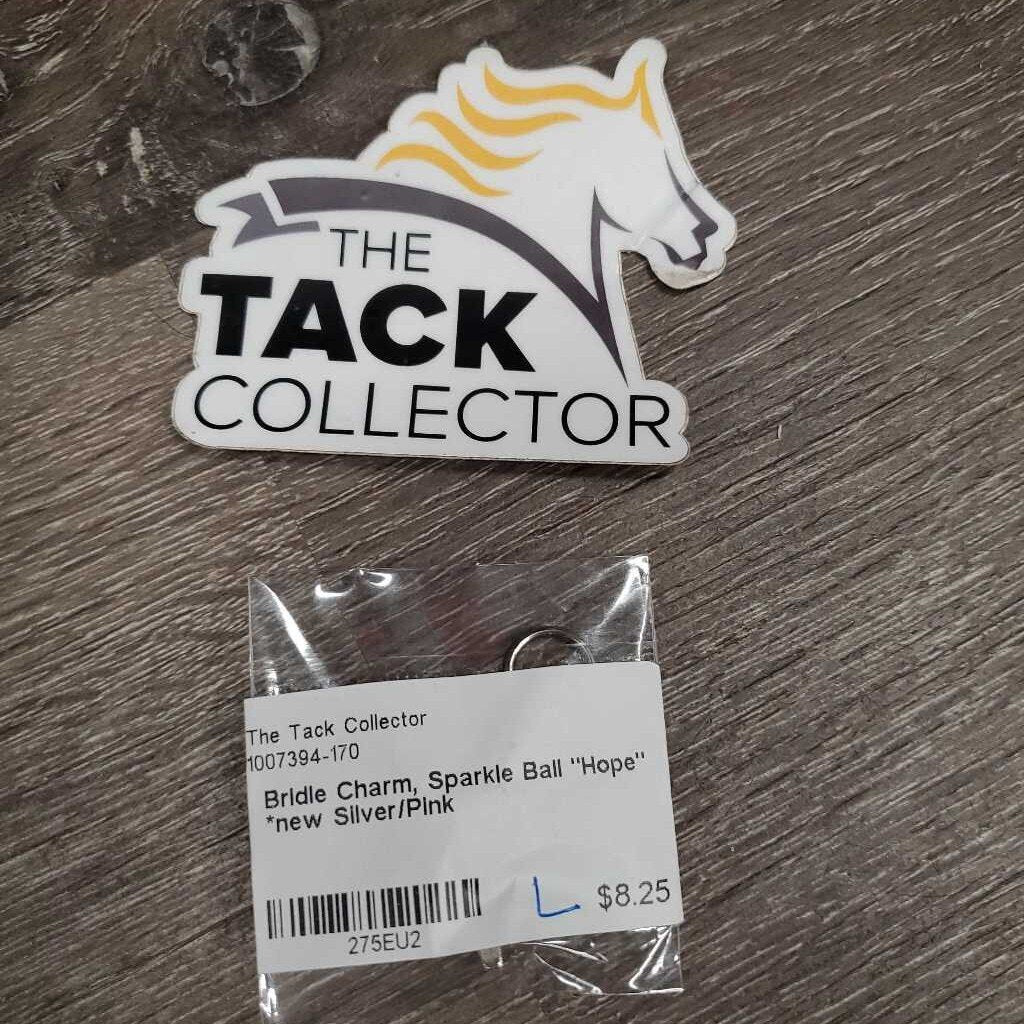 THE
TACK
COLLECTOR
The Tack Collector
1007394-170
Bridle Charm, Sparkle Ball "Hope"
*new Silver/Pink
L $8.25
275EU2